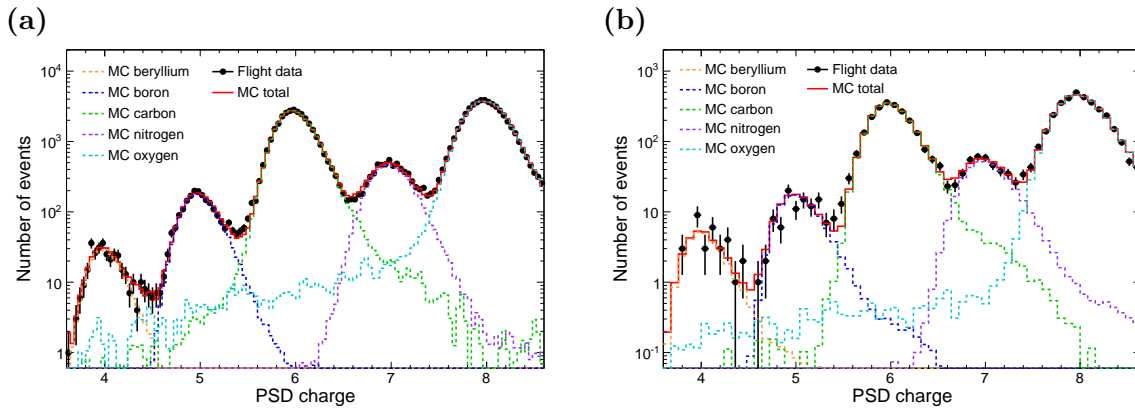 (a)
Number of events
10⁴
10³
10²
10
1
MC beryllium
MC boron
MC carbon
MC nitrogen
MC oxygen
Flight data
MC total
4 5 6 7 8
PSD charge
(b)
Number of events
10³
10²
10
1
10⁻¹
MC beryllium
MC boron
MC carbon
MC nitrogen
MC oxygen
Flight data
MC total
4 5 6 7 8
PSD charge